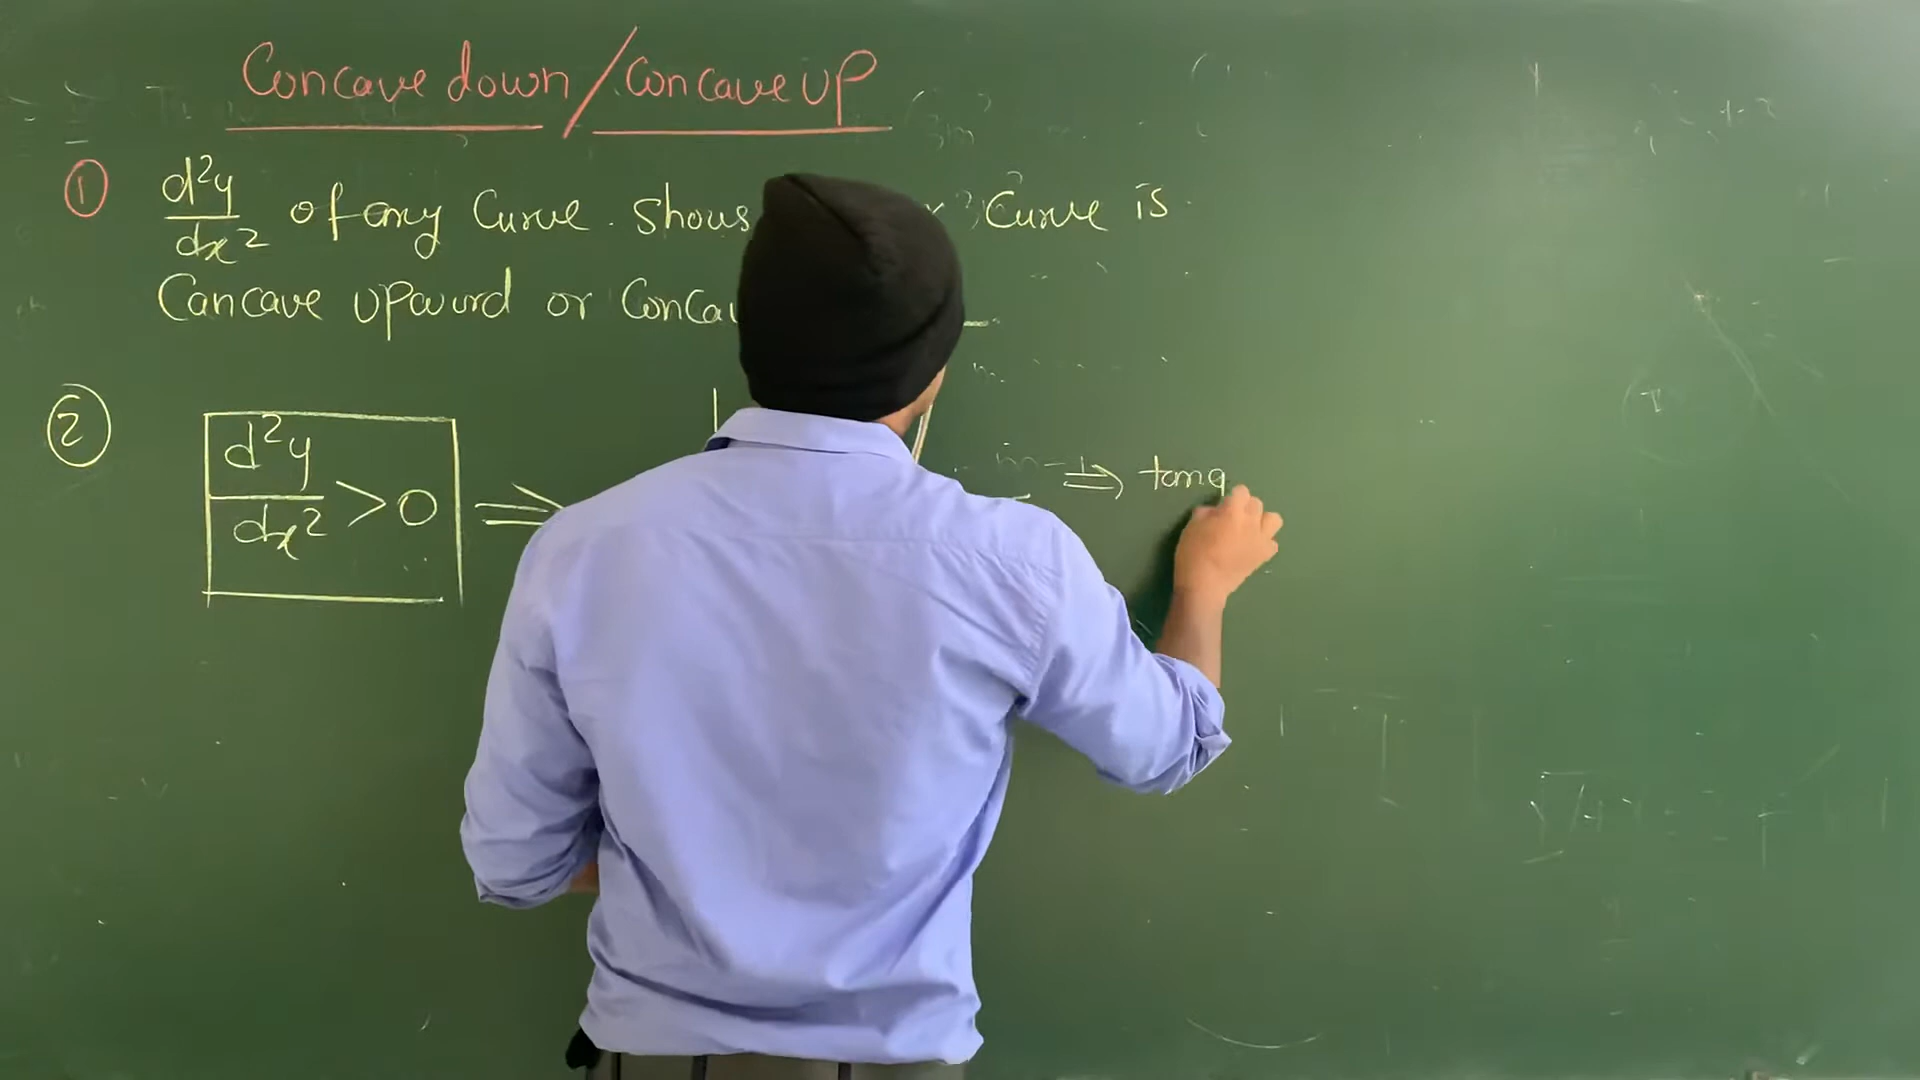 Concave down / Concave up
① d²y/dx² of any Curve. Shows Curve is
Cancave upward or
② d²y/dx² > 0 ⇒ ⇒ tang